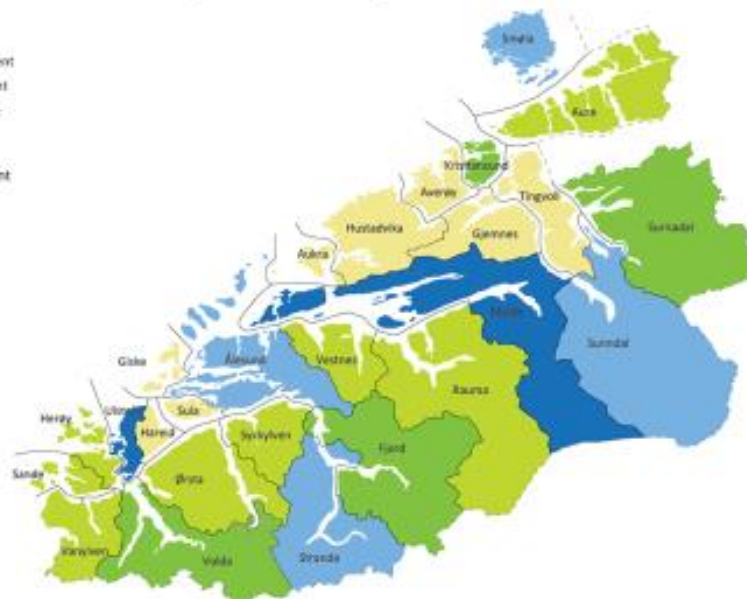 Smøla
Aure
Kristiansund
Averøy
Tingvoll
Surnadal
Hustadvika
Gjemnes
Aukra
Molde
Sunndal
Giske
Ålesund
Vestnes
Rauma
Herøy
Sula
Hareid
Sykkylven
Fjord
Sande
Ørsta
Vanylven
Volda
Stranda